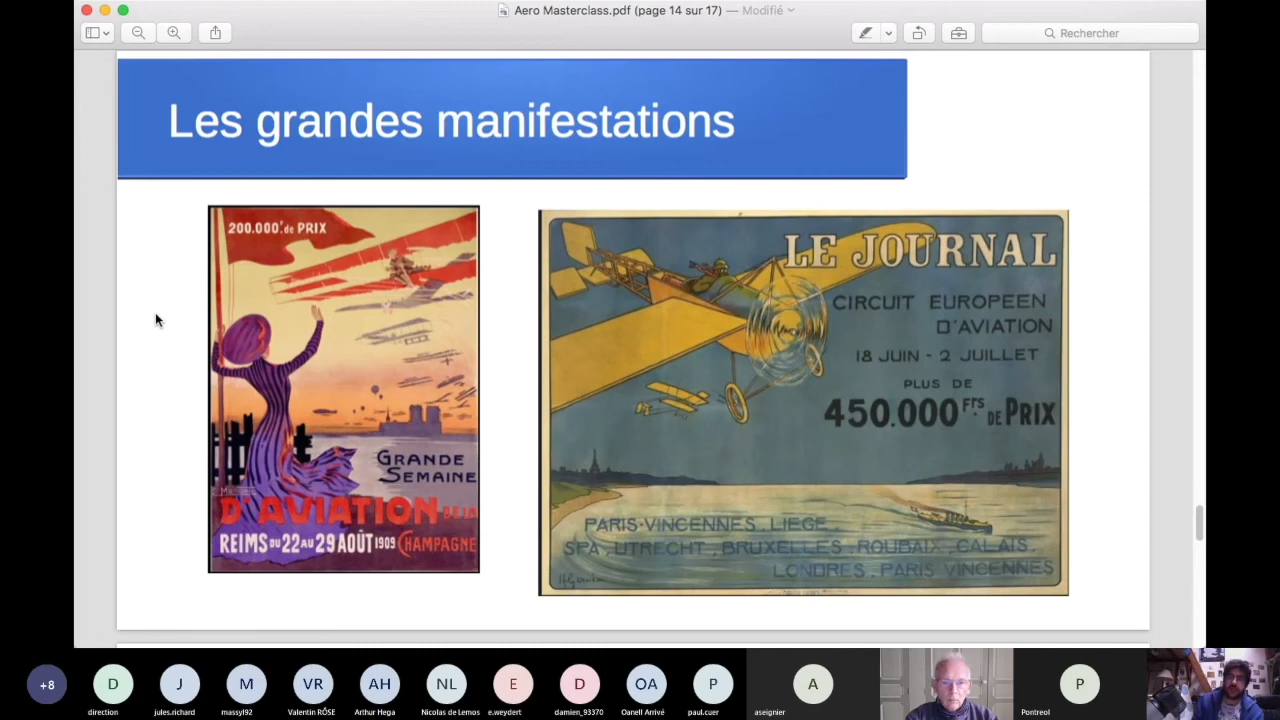 Aero Masterclass.pdf (page 14 sur 17) — Modifié
Rechercher
Les grandes manifestations
200.000f. de PRIX
GRANDE
SEMAINE
D'AVIATION DE LA
REIMS DU 22 AU 29 AOÛT 1909 CHAMPAGNE
LE JOURNAL
CIRCUIT EUROPEEN
D'AVIATION
18 JUIN - 2 JUILLET
PLUS DE
450.000 Frs DE PRIX
PARIS-VINCENNES . LIEGE .
SPA , UTRECHT , BRUXELLES . ROUBAIX , CALAIS .
LONDRES . PARIS VINCENNES
+8
D
J
M
VR
AH
NL
E
D
OA
P
A
P
direction
jules.richard
massyl92
Valentin RÖSE
Arthur Hega
Nicolas de Lemos
e.weydert
damien_93370
Oanell Arrivé
paul.cuer
aseignier
Pontreol